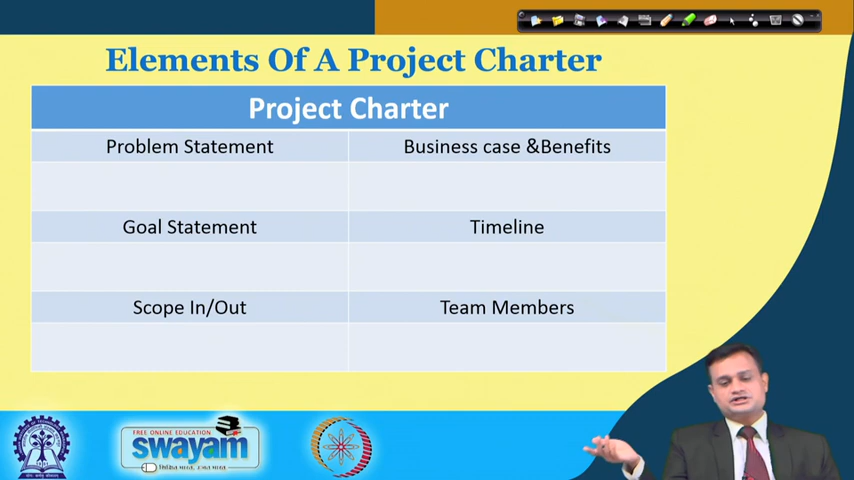 Elements Of A Project Charter
Project Charter
Problem Statement
Business case &Benefits
Goal Statement
Timeline
Scope In/Out
Team Members
FREE ONLINE EDUCATION
swayam